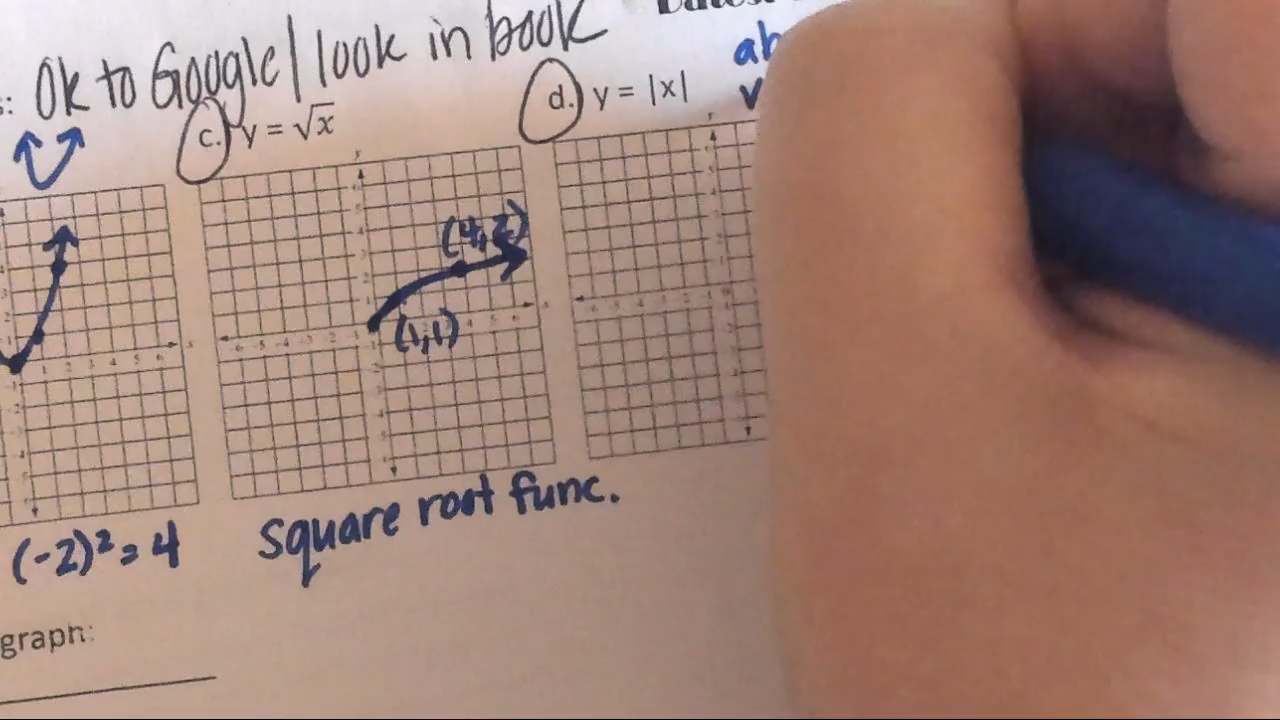 Ok to Google/look in book
c. y = √x
d. y = |x|
(4,2)
(1,1)
square root func.
(-2)² = 4
graph: